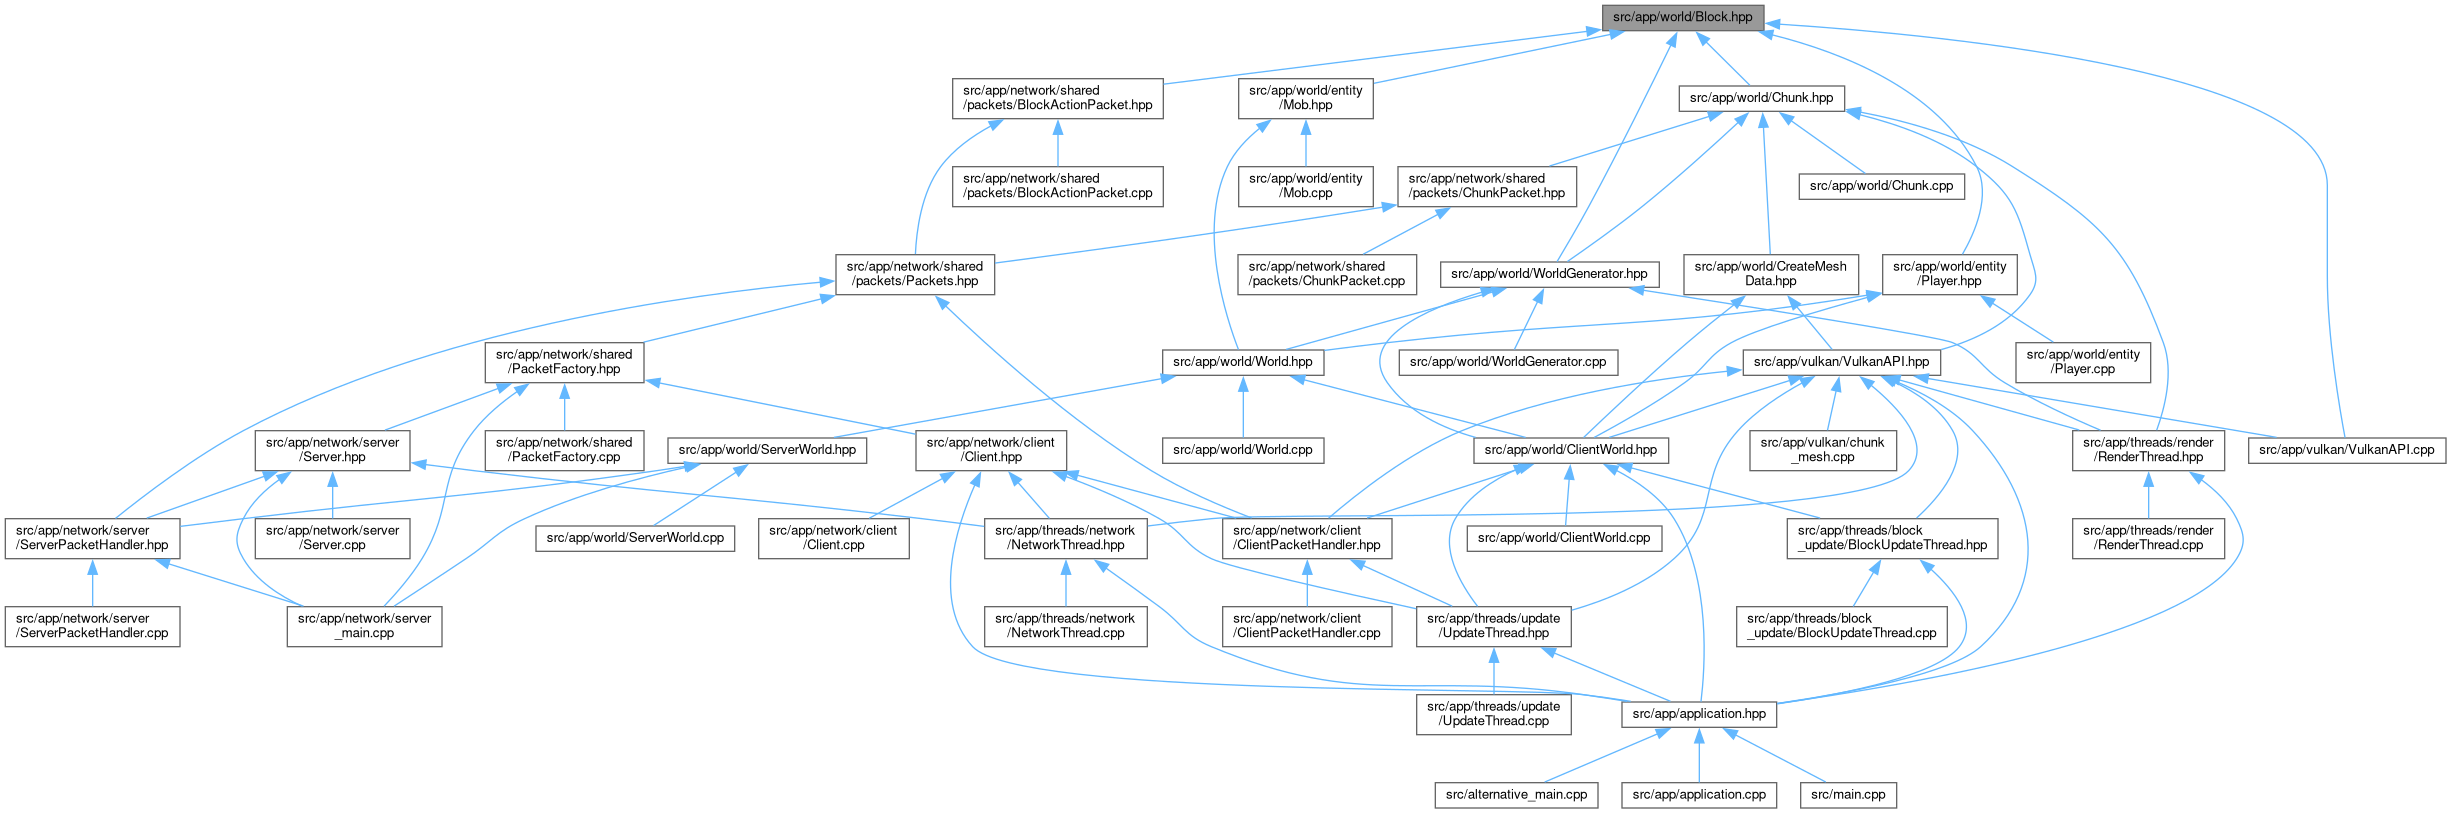 src/app/world/Block.hpp
src/app/network/shared
/packets/BlockActionPacket.hpp
src/app/world/entity
/Mob.hpp
src/app/world/Chunk.hpp
src/app/network/shared
/packets/BlockActionPacket.cpp
src/app/world/entity
/Mob.cpp
src/app/network/shared
/packets/ChunkPacket.hpp
src/app/world/Chunk.cpp
src/app/network/shared
/packets/Packets.hpp
src/app/network/shared
/packets/ChunkPacket.cpp
src/app/world/WorldGenerator.hpp
src/app/world/CreateMesh
Data.hpp
src/app/world/entity
/Player.hpp
src/app/network/shared
/PacketFactory.hpp
src/app/world/World.hpp
src/app/world/WorldGenerator.cpp
src/app/vulkan/VulkanAPI.hpp
src/app/world/entity
/Player.cpp
src/app/network/server
/Server.hpp
src/app/network/shared
/PacketFactory.cpp
src/app/world/ServerWorld.hpp
src/app/network/client
/Client.hpp
src/app/world/World.cpp
src/app/world/ClientWorld.hpp
src/app/vulkan/chunk
_mesh.cpp
src/app/threads/render
/RenderThread.hpp
src/app/vulkan/VulkanAPI.cpp
src/app/network/server
/ServerPacketHandler.hpp
src/app/network/server
/Server.cpp
src/app/world/ServerWorld.cpp
src/app/network/client
/Client.cpp
src/app/threads/network
/NetworkThread.hpp
src/app/network/client
/ClientPacketHandler.hpp
src/app/world/ClientWorld.cpp
src/app/threads/block
_update/BlockUpdateThread.hpp
src/app/threads/render
/RenderThread.cpp
src/app/network/server
/ServerPacketHandler.cpp
src/app/network/server
_main.cpp
src/app/threads/network
/NetworkThread.cpp
src/app/network/client
/ClientPacketHandler.cpp
src/app/threads/update
/UpdateThread.hpp
src/app/threads/block
_update/BlockUpdateThread.cpp
src/app/threads/update
/UpdateThread.cpp
src/app/application.hpp
src/alternative_main.cpp
src/app/application.cpp
src/main.cpp